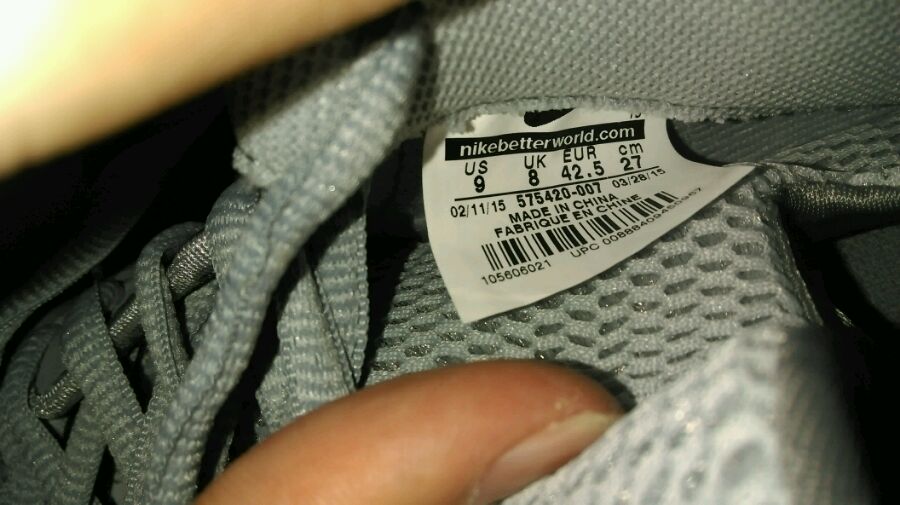 nikebetterworld.com
US UK EUR cm
9 8 42.5 27
02/11/15 575420-007 03/28/15
MADE IN CHINA
FABRIQUE EN CHINE
105606021 UPC